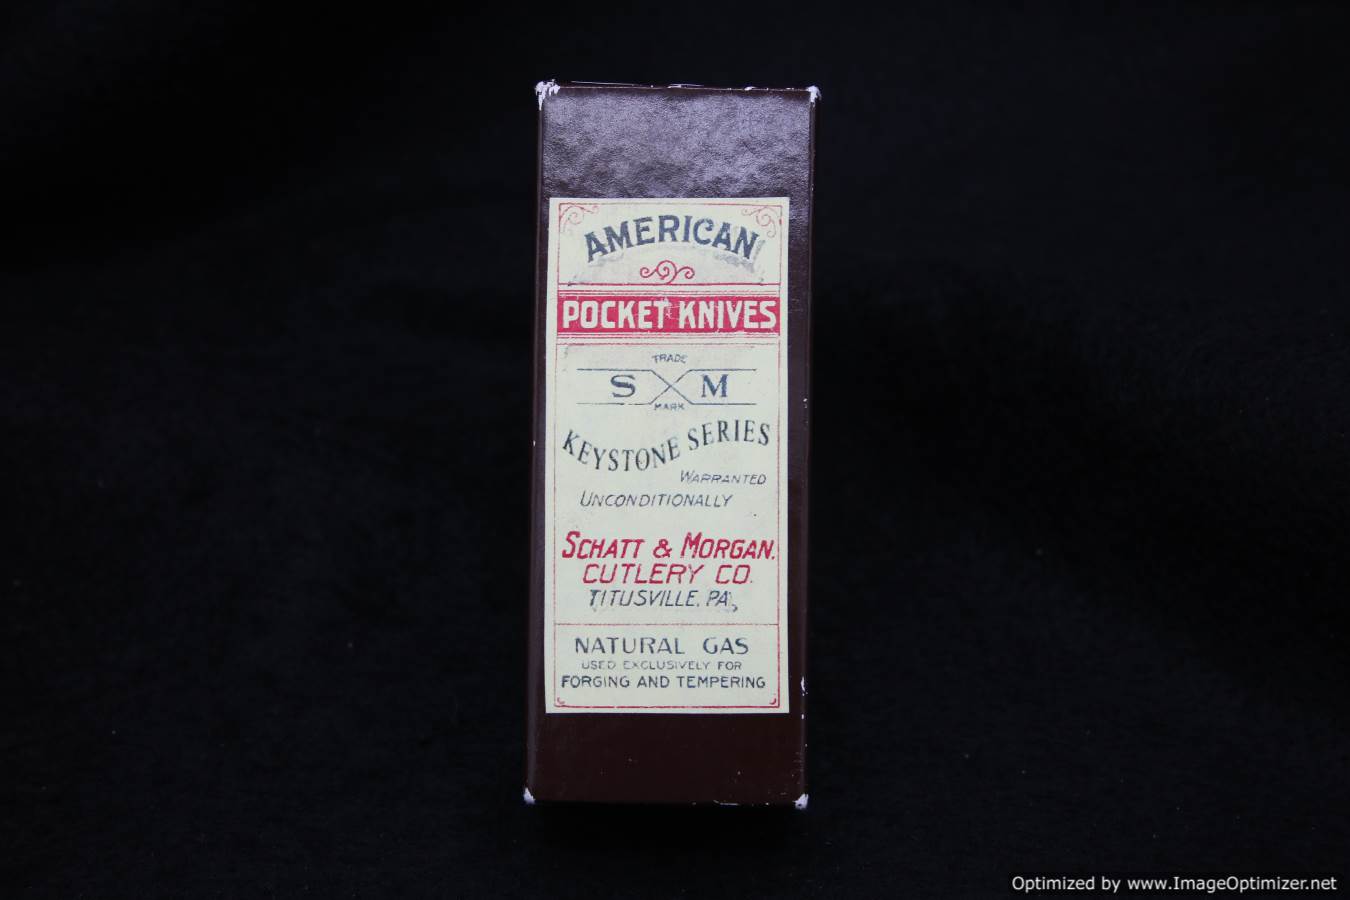 AMERICAN
POCKET KNIVES
TRADE
S M
MARK
KEYSTONE SERIES
WARRANTED
UNCONDITIONALLY
SCHATT & MORGAN.
CUTLERY CO.
TITUSVILLE, PA,
NATURAL GAS
USED EXCLUSIVELY FOR
FORGING AND TEMPERING
Optimized by www.ImageOptimizer.net